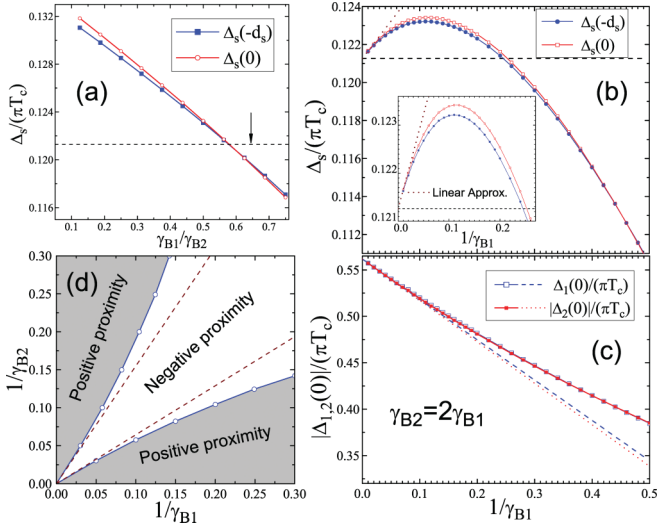 0.132
0.128
0.124
0.120
0.116
Δs/(πTc)
Δs(-ds)
Δs(0)
(a)
0.1 0.2 0.3 0.4 0.5 0.6 0.7
γB1/γB2
0.124
0.122
0.120
0.118
0.116
0.114
0.112
Δs/(πTc)
Δs(-ds)
Δs(0)
(b)
0.123
0.122
0.121
Linear Approx.
0.0 0.1 0.2
1/γB1
(d)
0.30
0.25
0.20
0.15
0.10
0.05
0.00
1/γB2
Positive proximity
Negative proximity
Positive proximity
0.00 0.05 0.10 0.15 0.20 0.25 0.30
1/γB1
0.55
0.50
0.45
0.40
0.35
|Δ1,2(0)|/(πTc)
Δ1(0)/(πTc)
|Δ2(0)|/(πTc)
(c)
γB2=2γB1
0.0 0.1 0.2 0.3 0.4 0.5
1/γB1